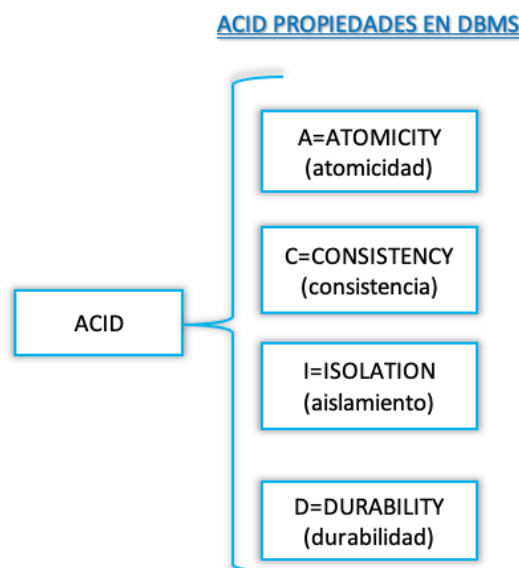 ACID PROPIEDADES EN DBMS
A=ATOMICITY
(atomicidad)
C=CONSISTENCY
(consistencia)
ACID
I=ISOLATION
(aislamiento)
D=DURABILITY
(durabilidad)